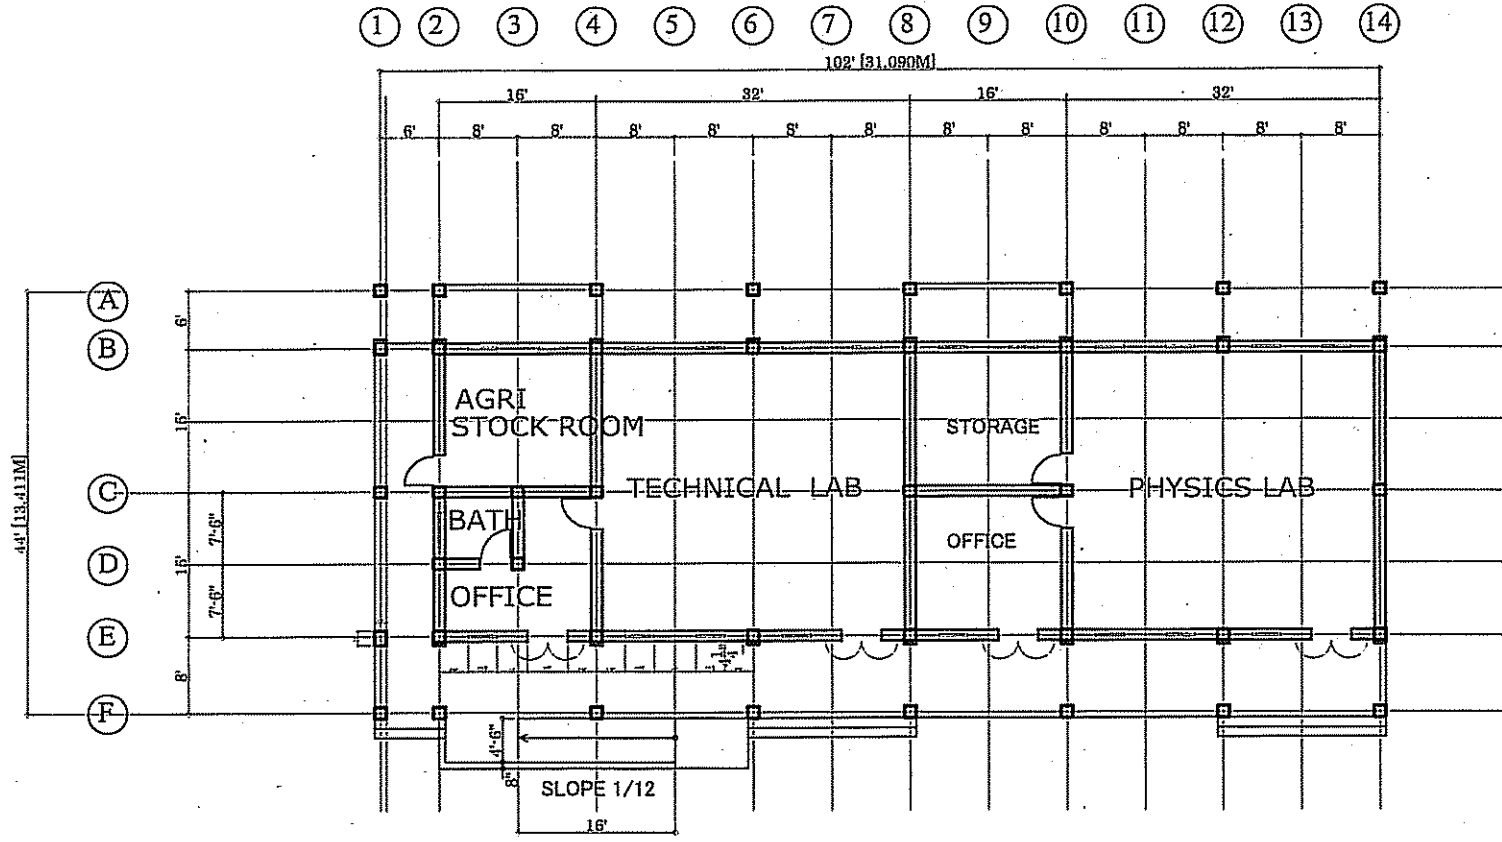 1 2 3 4 5 6 7 8 9 10 11 12 13 14
102' [31,090M]
16' 32' 16' 32'
6' 8' 8' 8' 8' 8' 8' 8' 8' 8' 8' 8' 8'
A
6'
B
AGRI
STOCK ROOM
STORAGE
44' [13,411M]
C
TECHNICAL LAB
PHYSICS LAB
7'-6"
BATH
OFFICE
D
7'-6"
OFFICE
E
8'
F
4'-6"
8"
SLOPE 1/12
16'